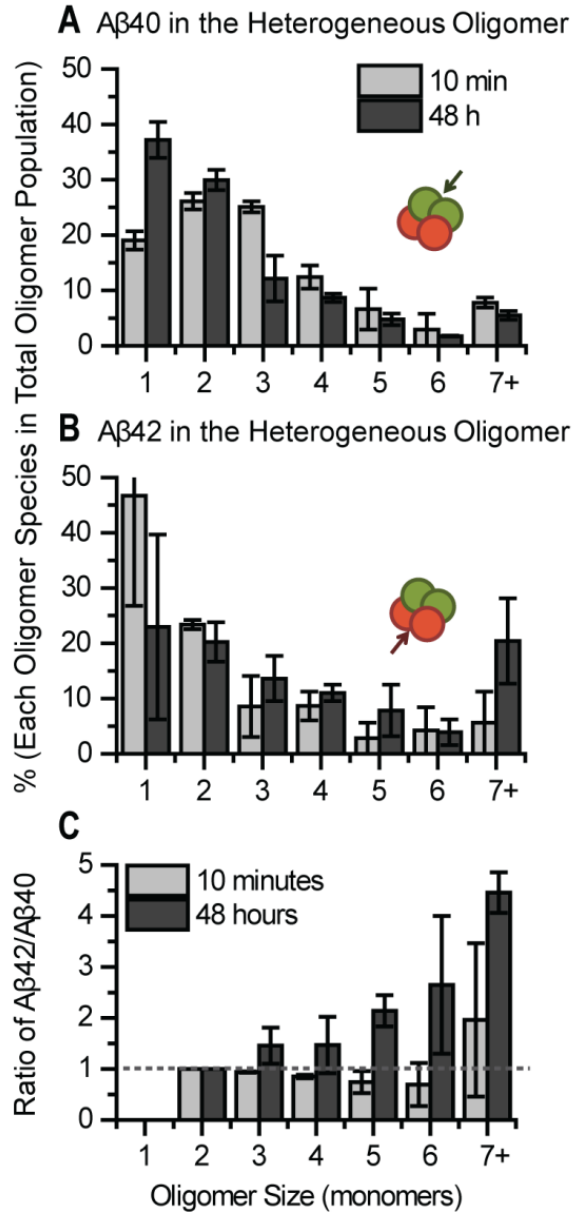 A Aβ40 in the Heterogeneous Oligomer
% (Each Oligomer Species in Total Oligomer Population)
50
40
30
20
10
0
10 min
48 h
1 2 3 4 5 6 7+
B Aβ42 in the Heterogeneous Oligomer
50
40
30
20
10
0
1 2 3 4 5 6 7+
C
Ratio of Aβ42/Aβ40
5
4
3
2
1
0
10 minutes
48 hours
1 2 3 4 5 6 7+
Oligomer Size (monomers)